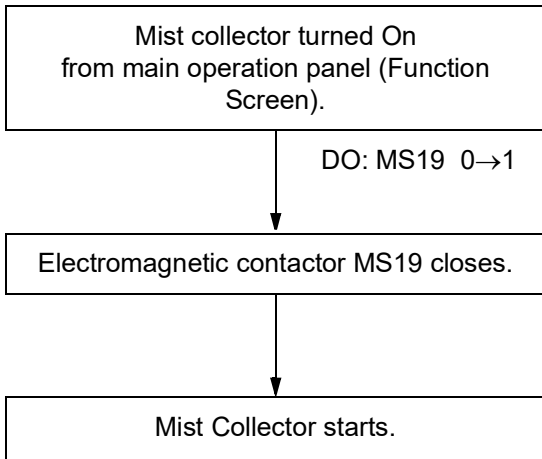 Mist collector turned On
from main operation panel (Function
Screen).
DO: MS19 0→1
Electromagnetic contactor MS19 closes.
Mist Collector starts.